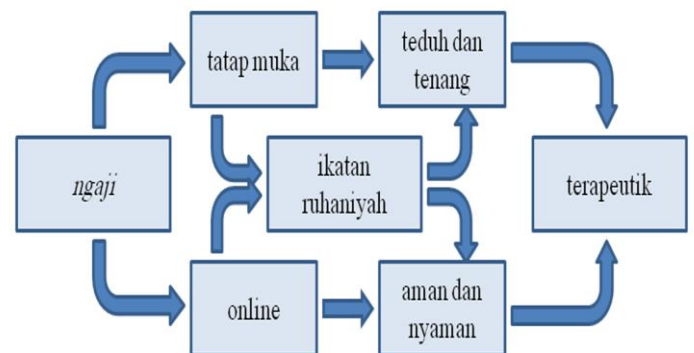 tatap muka
teduh dan
tenang
ngaji
ikatan
ruhaniyah
terapeutik
online
aman dan
nyaman